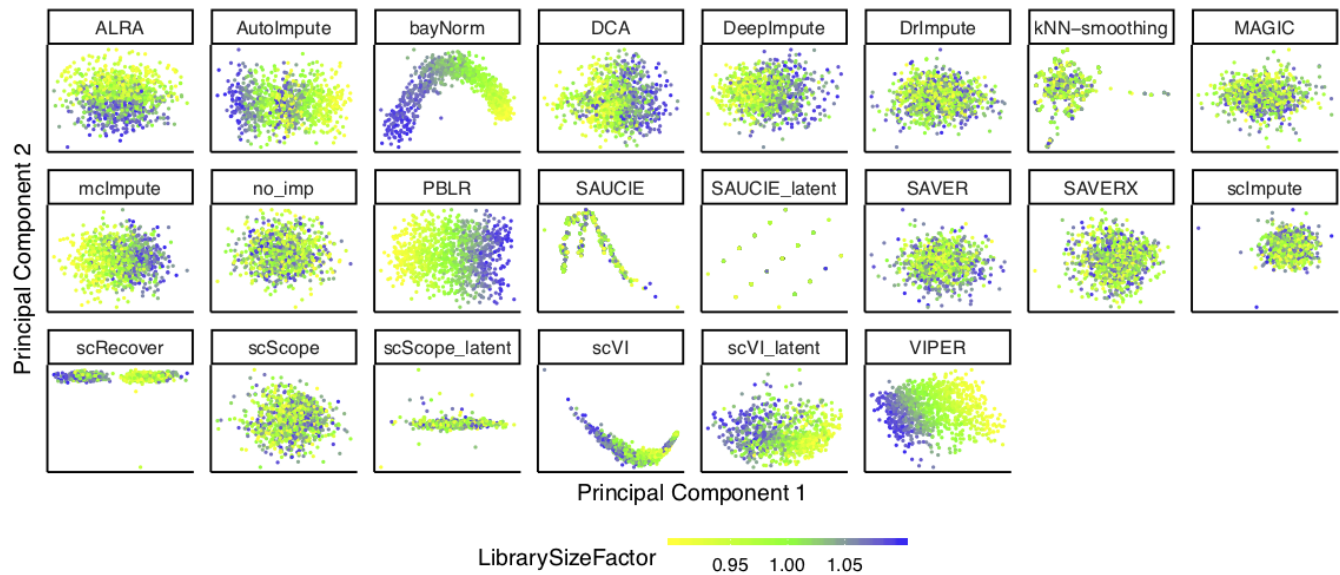 ALRA AutoImpute bayNorm DCA DeepImpute DrImpute kNN−smoothing MAGIC
mcImpute no_imp PBLR SAUCIE SAUCIE_latent SAVER SAVERX scImpute
Principal Component 2
scRecover scScope scScope_latent scVI scVI_latent VIPER
Principal Component 1
LibrarySizeFactor
0.95 1.00 1.05